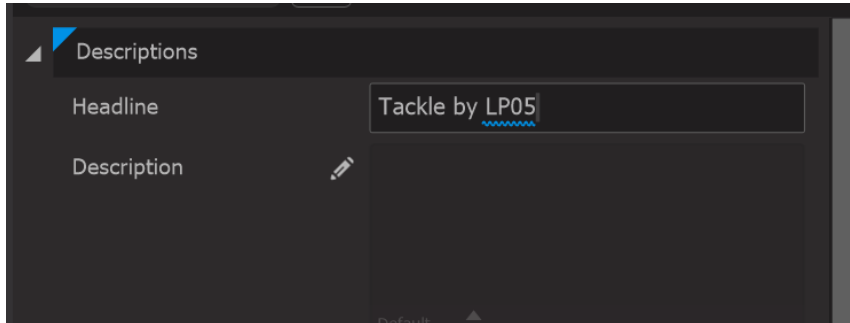 Descriptions
Headline
Tackle by LP05
Description
Default